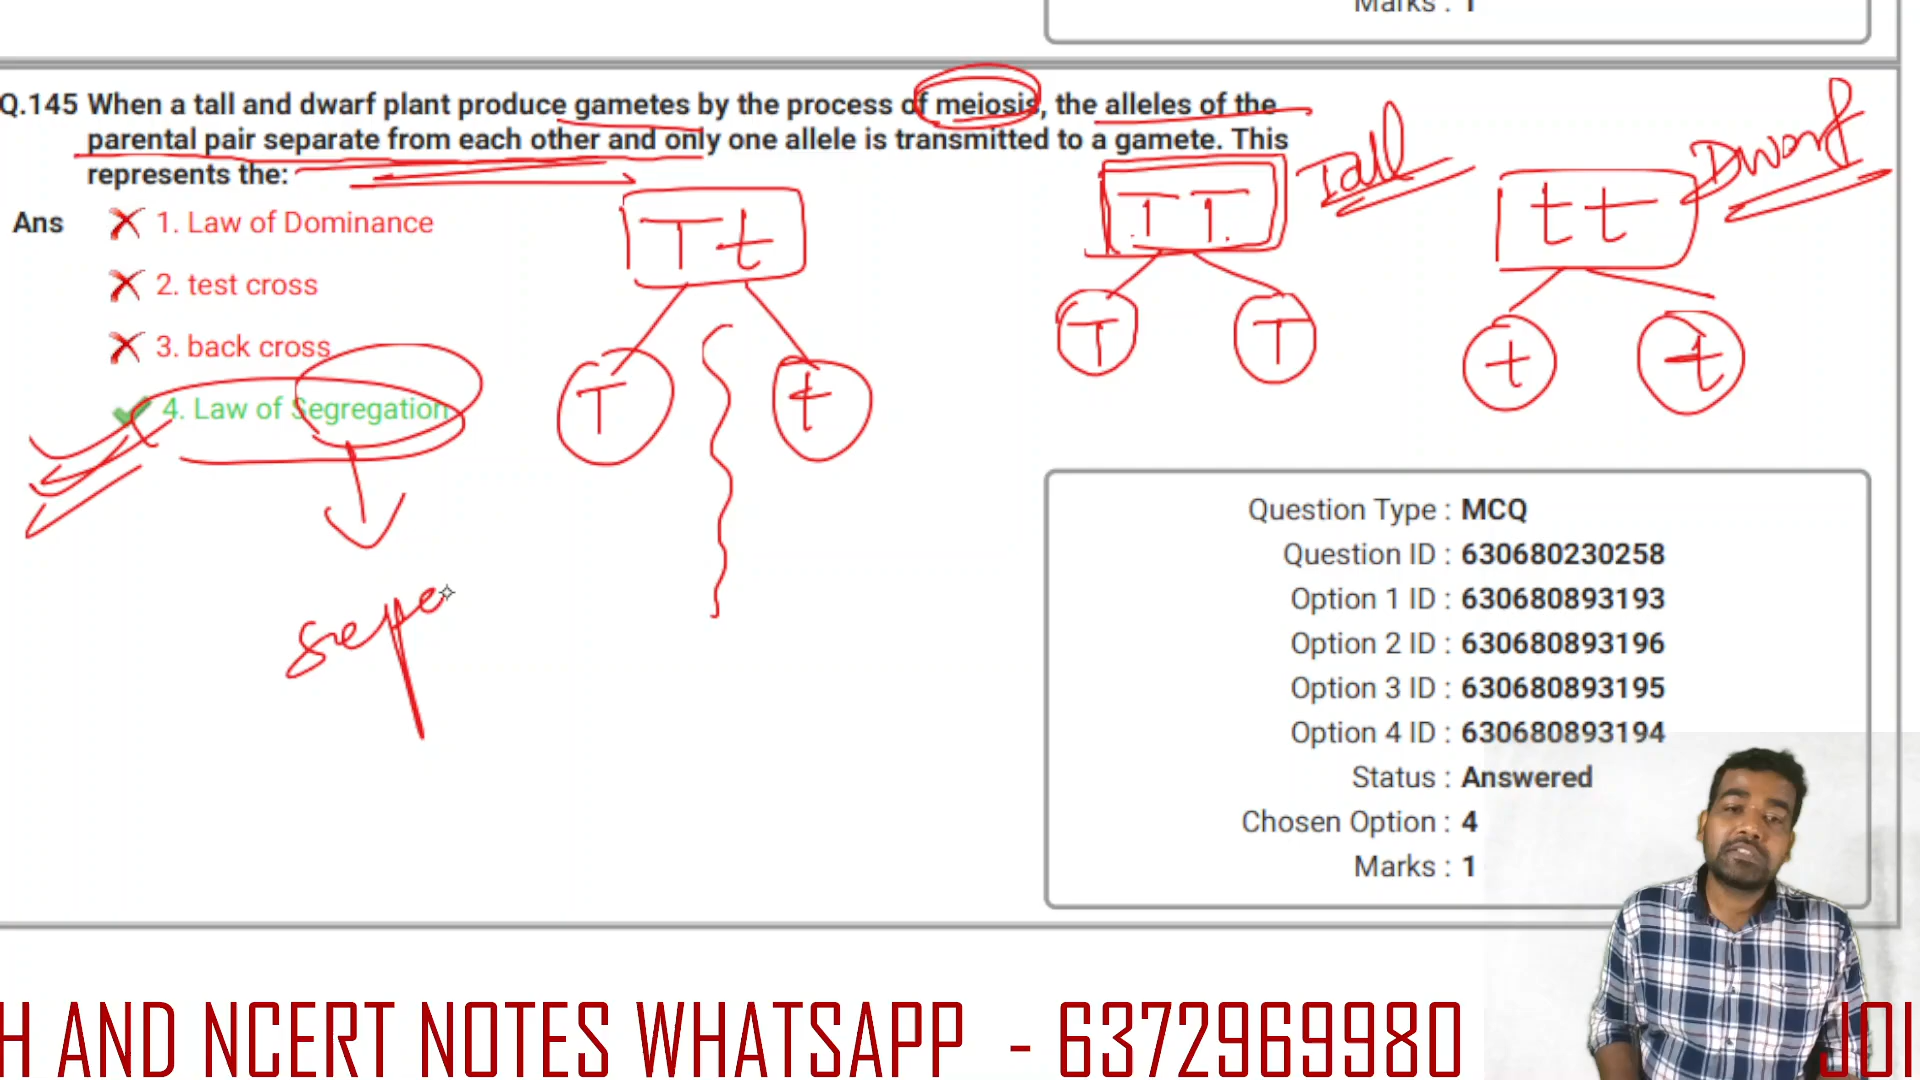 Marks : 1
Q.145 When a tall and dwarf plant produce gametes by the process of meiosis, the alleles of the
parental pair separate from each other and only one allele is transmitted to a gamete. This
represents the:
Ans
1. Law of Dominance
2. test cross
3. back cross
4. Law of Segregation
T t
T
t
T T
Tall
T
T
t t
Dwarf
t
t
sepe
Question Type : MCQ
Question ID : 630680230258
Option 1 ID : 630680893193
Option 2 ID : 630680893196
Option 3 ID : 630680893195
Option 4 ID : 630680893194
Status : Answered
Chosen Option : 4
Marks : 1
H AND NCERT NOTES WHATSAPP - 6372969980 JOI